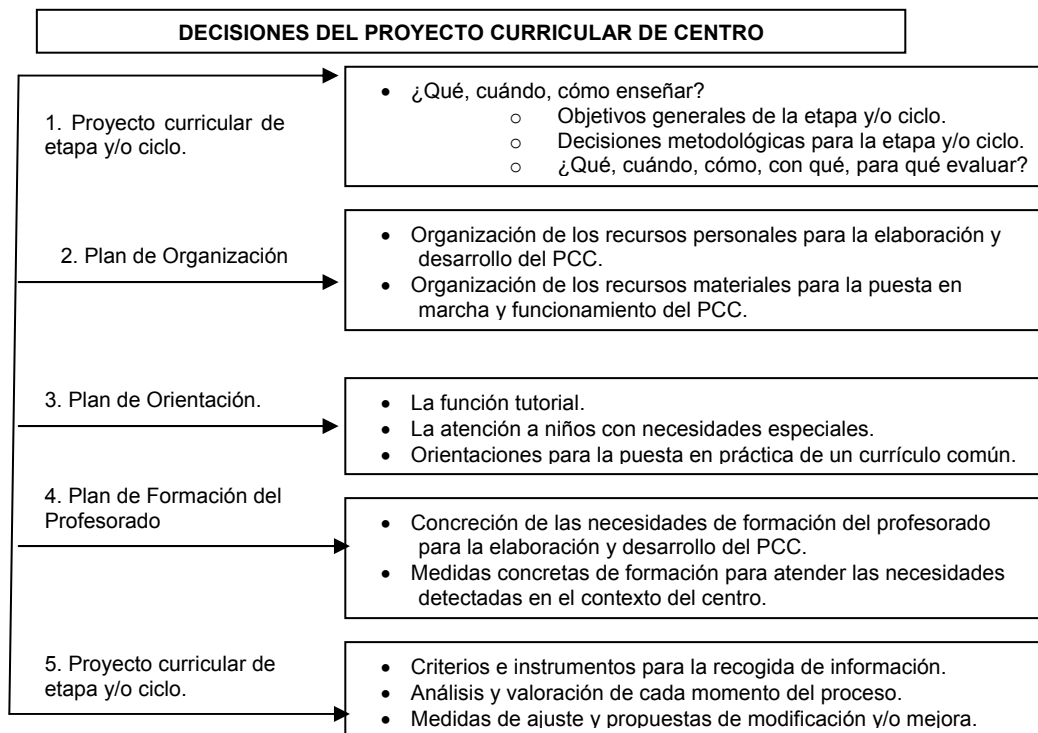 DECISIONES DEL PROYECTO CURRICULAR DE CENTRO
1. Proyecto curricular de
etapa y/o ciclo.
• ¿Qué, cuándo, cómo enseñar?
o Objetivos generales de la etapa y/o ciclo.
o Decisiones metodológicas para la etapa y/o ciclo.
o ¿Qué, cuándo, cómo, con qué, para qué evaluar?
2. Plan de Organización
• Organización de los recursos personales para la elaboración y
desarrollo del PCC.
• Organización de los recursos materiales para la puesta en
marcha y funcionamiento del PCC.
3. Plan de Orientación.
• La función tutorial.
• La atención a niños con necesidades especiales.
• Orientaciones para la puesta en práctica de un currículo común.
4. Plan de Formación del
Profesorado
• Concreción de las necesidades de formación del profesorado
para la elaboración y desarrollo del PCC.
• Medidas concretas de formación para atender las necesidades
detectadas en el contexto del centro.
5. Proyecto curricular de
etapa y/o ciclo.
• Criterios e instrumentos para la recogida de información.
• Análisis y valoración de cada momento del proceso.
• Medidas de ajuste y propuestas de modificación y/o mejora.